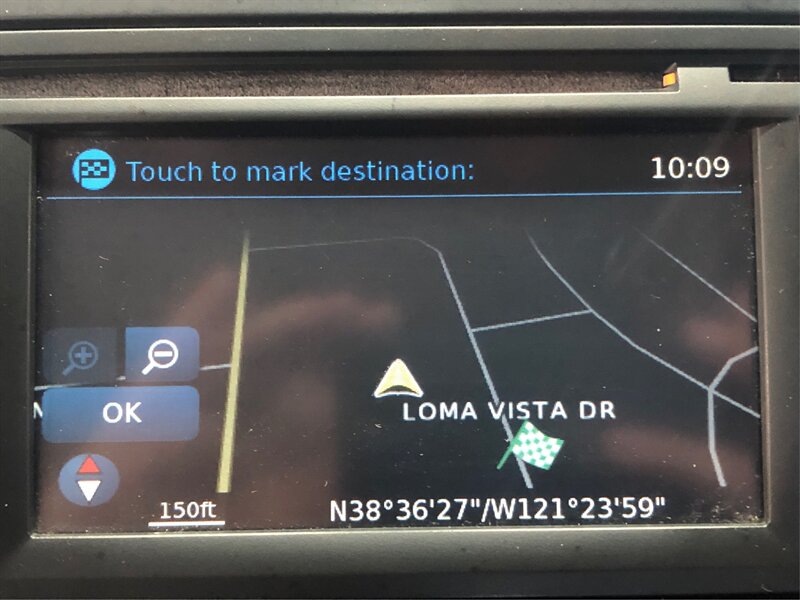 Touch to mark destination:
10:09
LOMA VISTA DR
N
OK
150ft
N38°36'27"/W121°23'59"